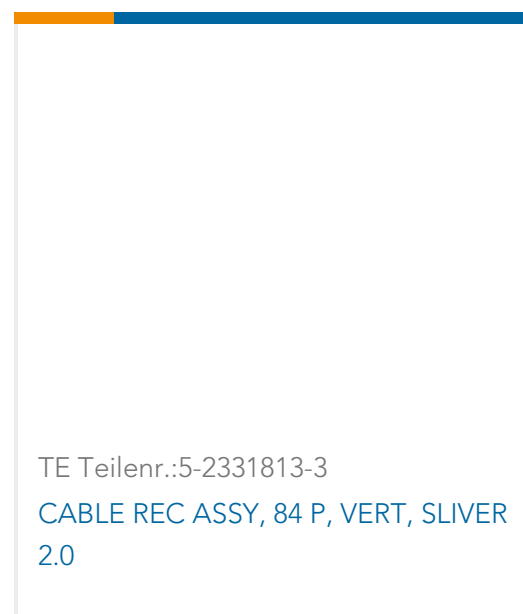 TE Teilenr.:5-2331813-3
CABLE REC ASSY, 84 P, VERT, SLIVER
2.0